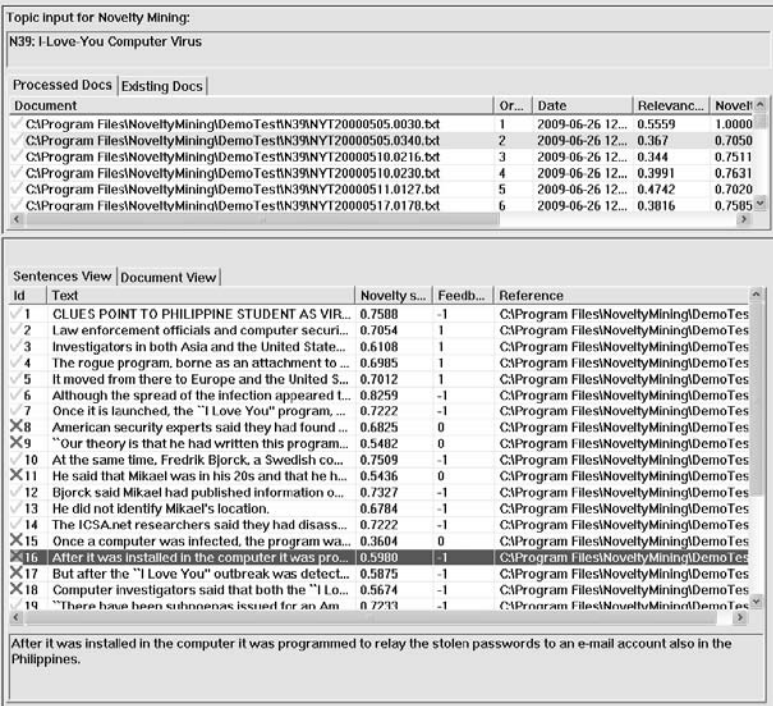 Topic input for Novelty Mining:
N39: I-Love-You Computer Virus
Processed Docs Existing Docs
Document Or... Date Relevanc... Novelt
C:\Program Files\NoveltyMining\DemoTest\N39\NYT20000505.0030.txt 1 2009-06-26 12... 0.5559 1.0000
C:\Program Files\NoveltyMining\DemoTest\N39\NYT20000505.0340.txt 2 2009-06-26 12... 0.367 0.7050
C:\Program Files\NoveltyMining\DemoTest\N39\NYT20000510.0216.txt 3 2009-06-26 12... 0.344 0.7511
C:\Program Files\NoveltyMining\DemoTest\N39\NYT20000510.0230.txt 4 2009-06-26 12... 0.3991 0.7631
C:\Program Files\NoveltyMining\DemoTest\N39\NYT20000511.0127.txt 5 2009-06-26 12... 0.4742 0.7020
C:\Program Files\NoveltyMining\DemoTest\N39\NYT20000517.0178.txt 6 2009-06-26 12... 0.3816 0.7585
Sentences View Document View
Id Text Novelty s... Feedb... Reference
1 CLUES POINT TO PHILIPPINE STUDENT AS VIR... 0.7588 -1 C:\Program Files\NoveltyMining\DemoTes
2 Law enforcement officials and computer securi... 0.7054 1 C:\Program Files\NoveltyMining\DemoTes
3 Investigators in both Asia and the United State... 0.6108 1 C:\Program Files\NoveltyMining\DemoTes
4 The rogue program, borne as an attachment to ... 0.6985 1 C:\Program Files\NoveltyMining\DemoTes
5 It moved from there to Europe and the United S... 0.7012 1 C:\Program Files\NoveltyMining\DemoTes
6 Although the spread of the infection appeared t... 0.8259 -1 C:\Program Files\NoveltyMining\DemoTes
7 Once it is launched, the ``I Love You" program, ... 0.7222 -1 C:\Program Files\NoveltyMining\DemoTes
8 American security experts said they had found ... 0.6825 0 C:\Program Files\NoveltyMining\DemoTes
9 ``Our theory is that he had written this program... 0.5482 0 C:\Program Files\NoveltyMining\DemoTes
10 At the same time, Fredrik Bjorck, a Swedish co... 0.7509 -1 C:\Program Files\NoveltyMining\DemoTes
11 He said that Mikael was in his 20s and that he h... 0.5436 0 C:\Program Files\NoveltyMining\DemoTes
12 Bjorck said Mikael had published information o... 0.7327 -1 C:\Program Files\NoveltyMining\DemoTes
13 He did not identify Mikael's location. 0.6784 -1 C:\Program Files\NoveltyMining\DemoTes
14 The ICSA.net researchers said they had disass... 0.7222 -1 C:\Program Files\NoveltyMining\DemoTes
15 Once a computer was infected, the program wa... 0.3604 0 C:\Program Files\NoveltyMining\DemoTes
16 After it was installed in the computer it was pro... 0.5980 -1 C:\Program Files\NoveltyMining\DemoTes
17 But after the ``I Love You" outbreak was detect... 0.5875 -1 C:\Program Files\NoveltyMining\DemoTes
18 Computer investigators said that both the ``I Lo... 0.5674 -1 C:\Program Files\NoveltyMining\DemoTes
19 ``There have been subpoenas issued for an Am 0.7233 -1 C:\Program Files\NoveltyMining\DemoTes
After it was installed in the computer it was programmed to relay the stolen passwords to an e-mail account also in the
Philippines.